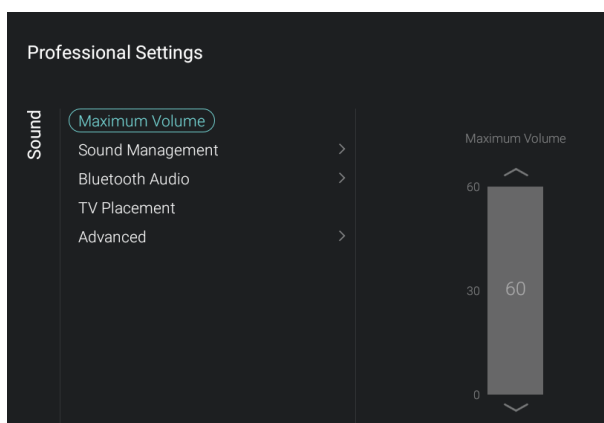 Professional Settings
Sound
Maximum Volume
Sound Management
Bluetooth Audio
TV Placement
Advanced
Maximum Volume
60
30
60
0